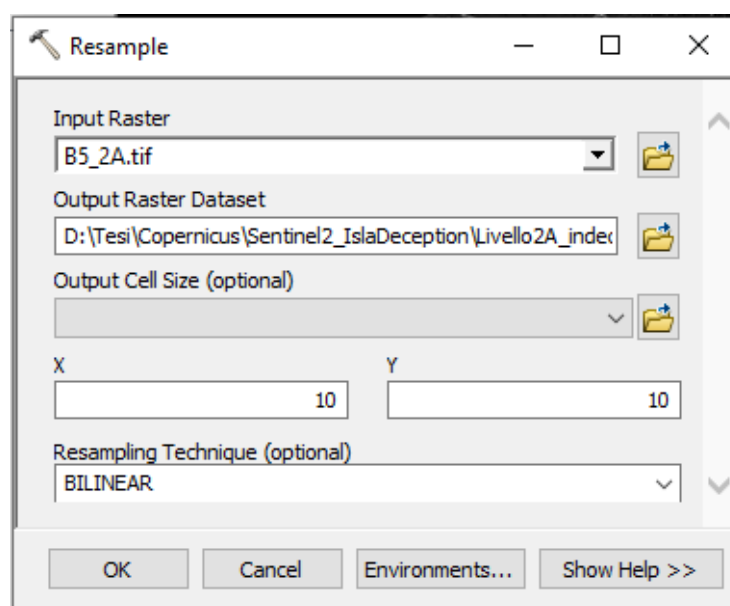 Resample
Input Raster
B5_2A.tif
Output Raster Dataset
D:\Tesi\Copernicus\Sentinel2_IslaDeception\Livello2A_indec
Output Cell Size (optional)
X Y
10 10
Resampling Technique (optional)
BILINEAR
OK Cancel Environments... Show Help >>